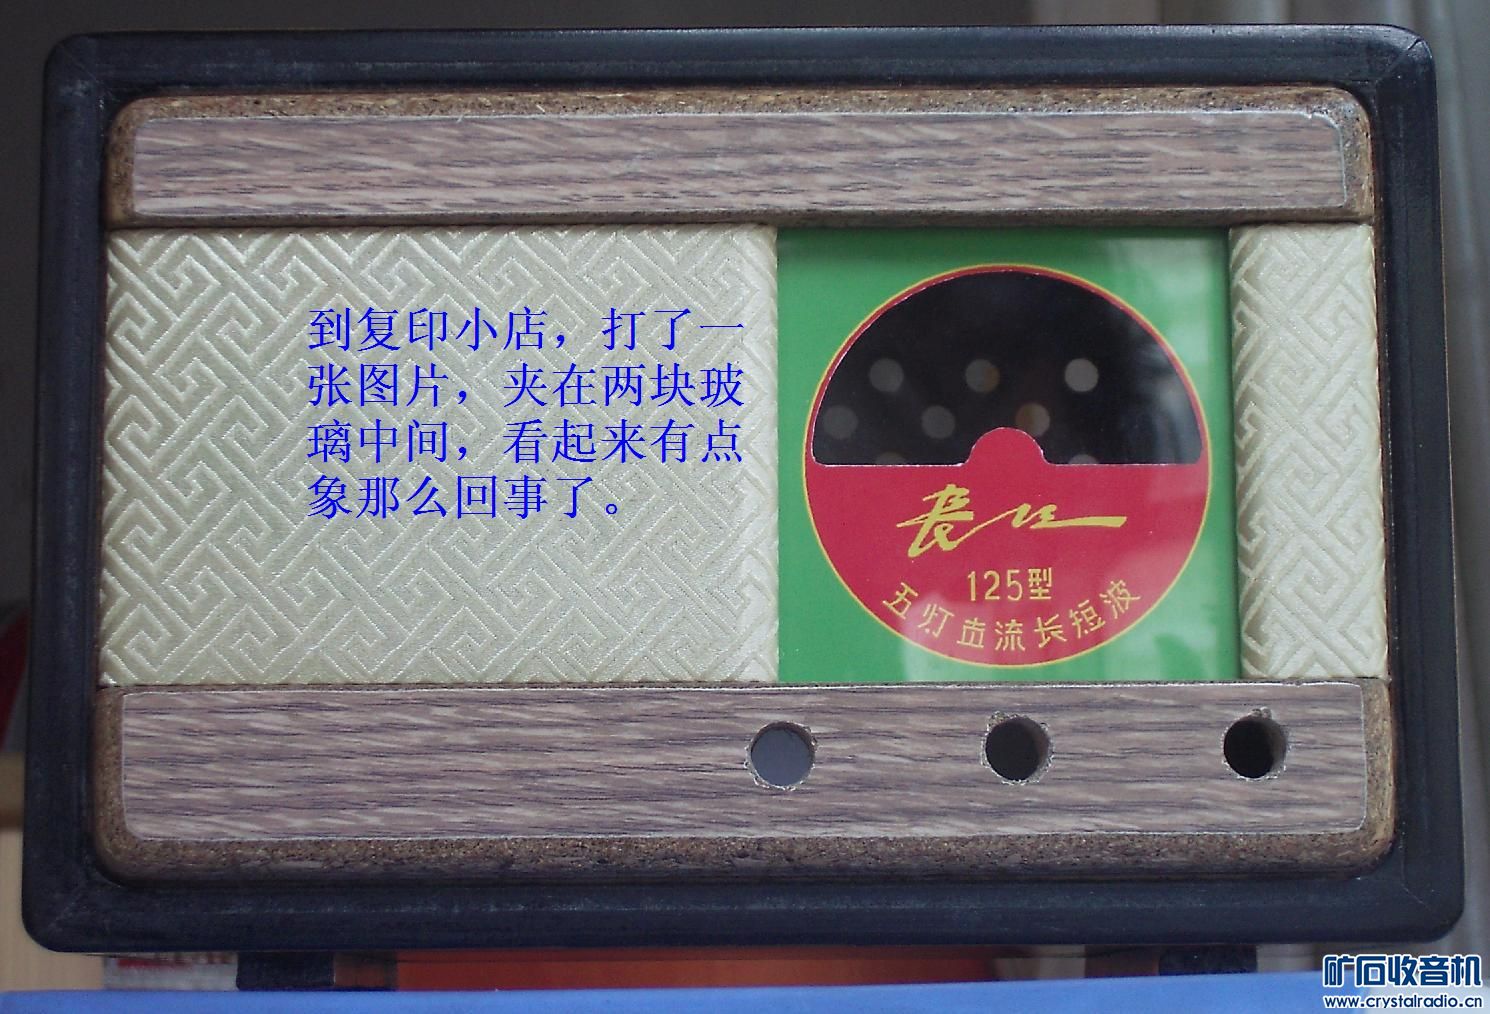 到复印小店，打了一
张图片，夹在两块玻
璃中间，看起来有点
象那么回事了。
长江
125型
五灯直流长短波
矿石收音机
www.crystalradio.cn